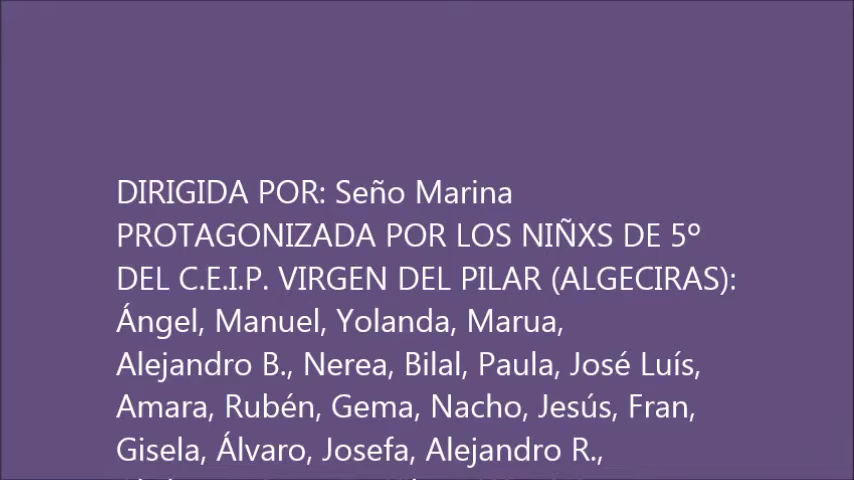 DIRIGIDA POR: Seño Marina
PROTAGONIZADA POR LOS NIÑXS DE 5º
DEL C.E.I.P. VIRGEN DEL PILAR (ALGECIRAS):
Ángel, Manuel, Yolanda, Marua,
Alejandro B., Nerea, Bilal, Paula, José Luís,
Amara, Rubén, Gema, Nacho, Jesús, Fran,
Gisela, Álvaro, Josefa, Alejandro R.,